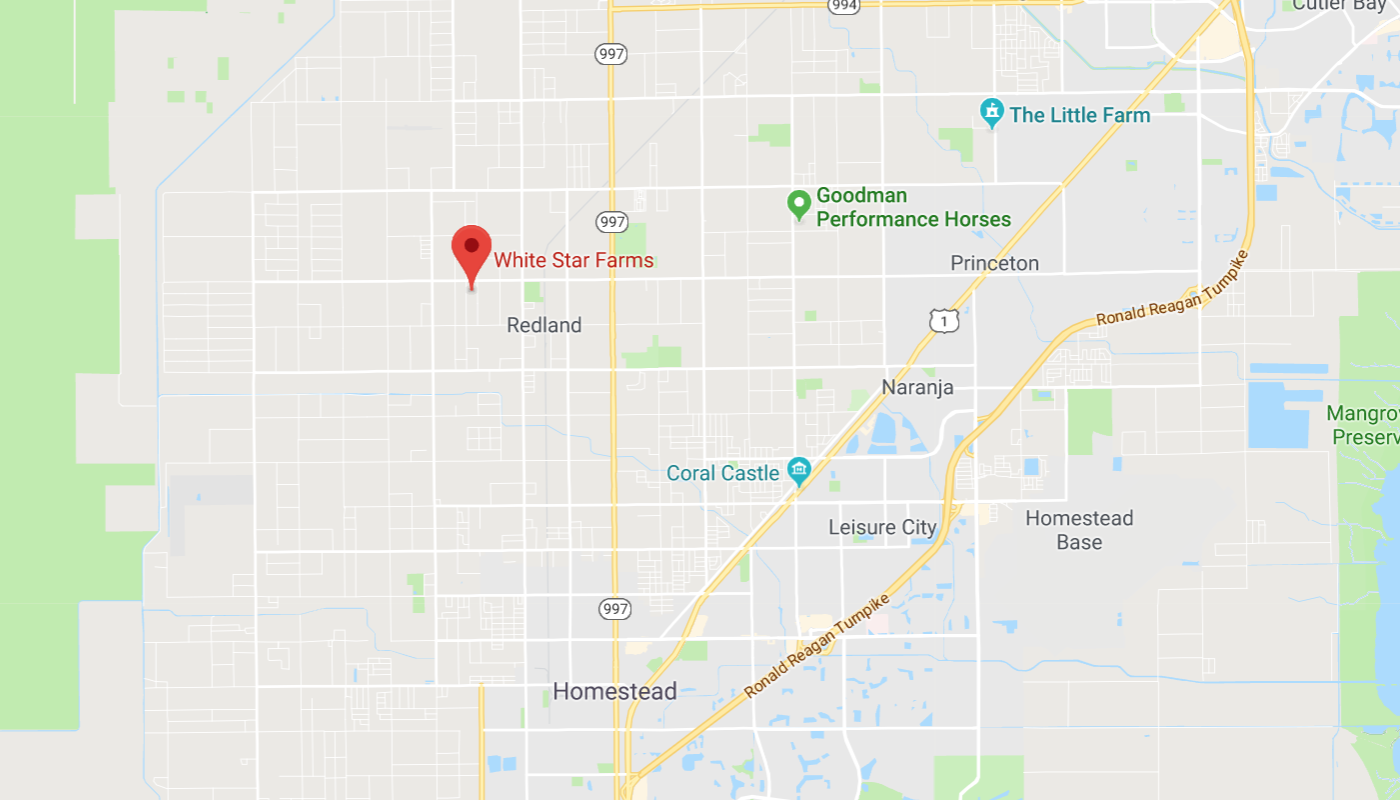 994
Cutler Bay
997
The Little Farm
Goodman
Performance Horses
997
White Star Farms
Princeton
Ronald Reagan Turnpike
1
Redland
Naranja
Mangro
Preserv
Coral Castle
Leisure City
Homestead
Base
997
Ronald Reagan Turnpike
Homestead